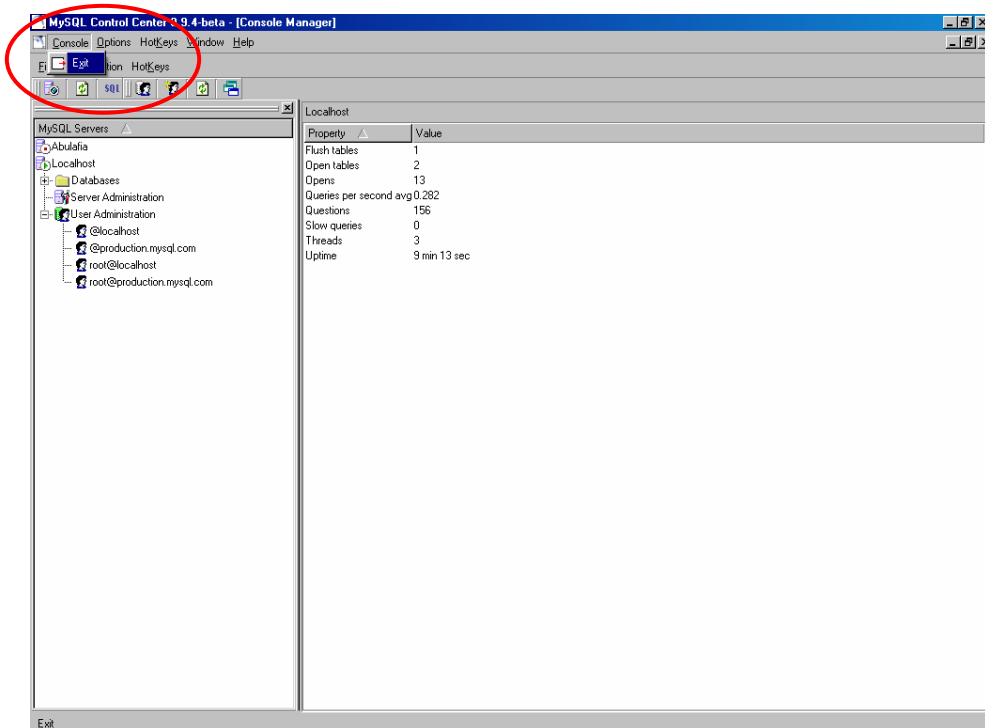 MySQL Control Center 0.9.4-beta - [Console Manager]
Console Options HotKeys Window Help
Exit
HotKeys
SQL
MySQL Servers
Abulafia
Localhost
Databases
Server Administration
User Administration
@localhost
@production.mysql.com
root@localhost
root@production.mysql.com
Localhost
Property Value
Flush tables 1
Open tables 2
Opens 13
Queries per second avg 0.282
Questions 156
Slow queries 0
Threads 3
Uptime 9 min 13 sec
Exit